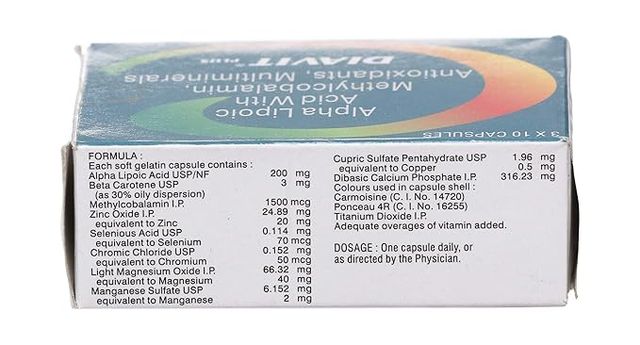 DIAVIT PLUS
Alpha Lipoic
Acid With
Methylcobalamin,
Antioxidants, Multiminerals
3 X 10 CAPSULES
FORMULA :
Each soft gelatin capsule contains :
Alpha Lipoic Acid USP/NF 200 mg
Beta Carotene USP 3 mg
(as 30% oily dispersion)
Methylcobalamin I.P. 1500 mcg
Zinc Oxide I.P. 24.89 mg
equivalent to Zinc 20 mg
Selenious Acid USP 0.114 mg
equivalent to Selenium 70 mcg
Chromic Chloride USP 0.152 mg
equivalent to Chromium 50 mcg
Light Magnesium Oxide I.P. 66.32 mg
equivalent to Magnesium 40 mg
Manganese Sulfate USP 6.152 mg
equivalent to Manganese 2 mg
Cupric Sulfate Pentahydrate USP 1.96 mg
equivalent to Copper 0.5 mg
Dibasic Calcium Phosphate I.P. 316.23 mg
Colours used in capsule shell :
Carmoisine (C. I. No. 14720)
Ponceau 4R (C. I. No. 16255)
Titanium Dioxide I.P.
Adequate overages of vitamin added.
DOSAGE : One capsule daily, or
as directed by the Physician.